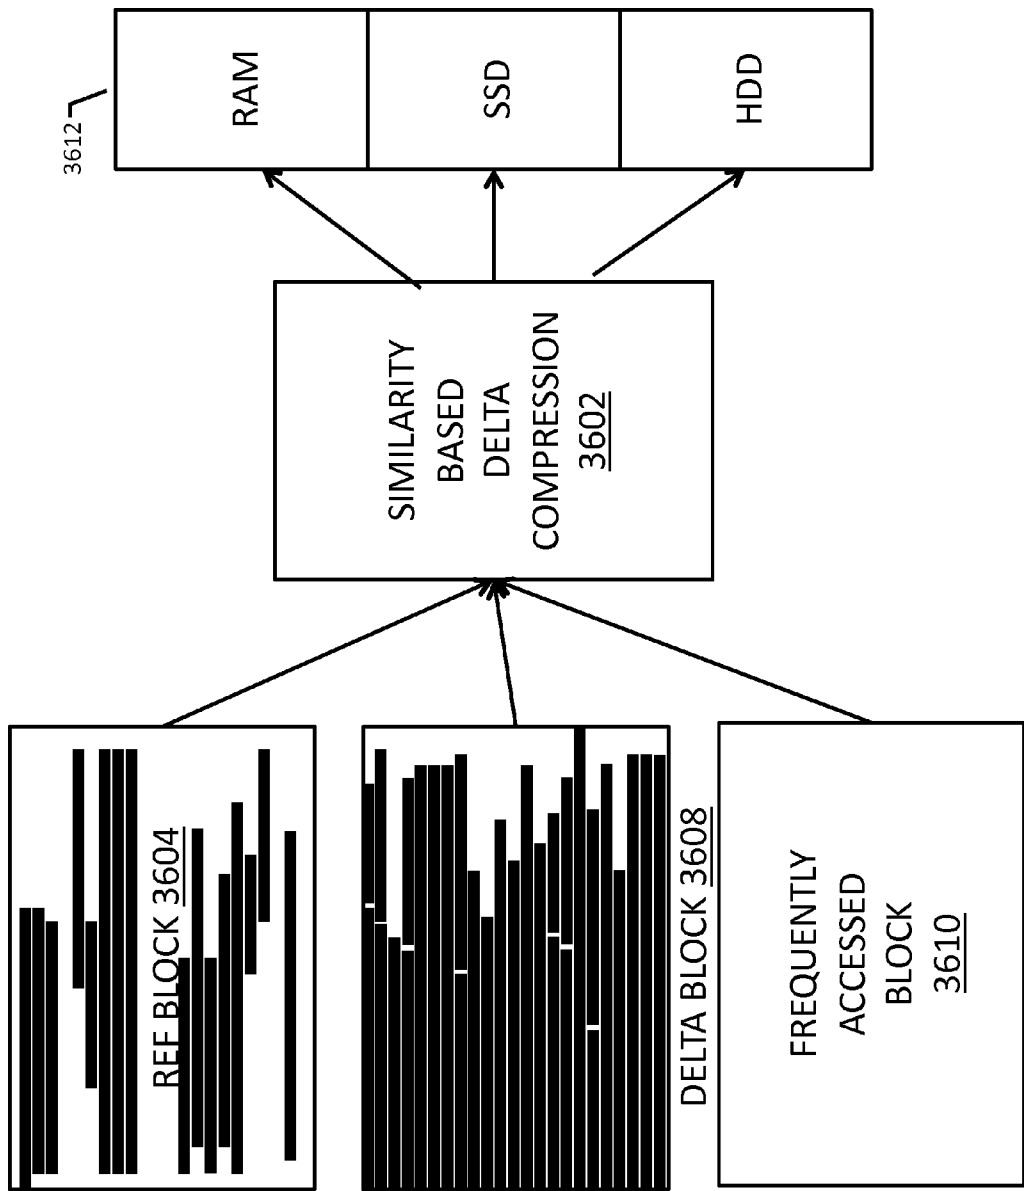 REF BLOCK 3604
DELTA BLOCK 3608
FREQUENTLY
ACCESSED
BLOCK
3610
SIMILARITY
BASED
DELTA
COMPRESSION
3602
3612
RAM
SSD
HDD